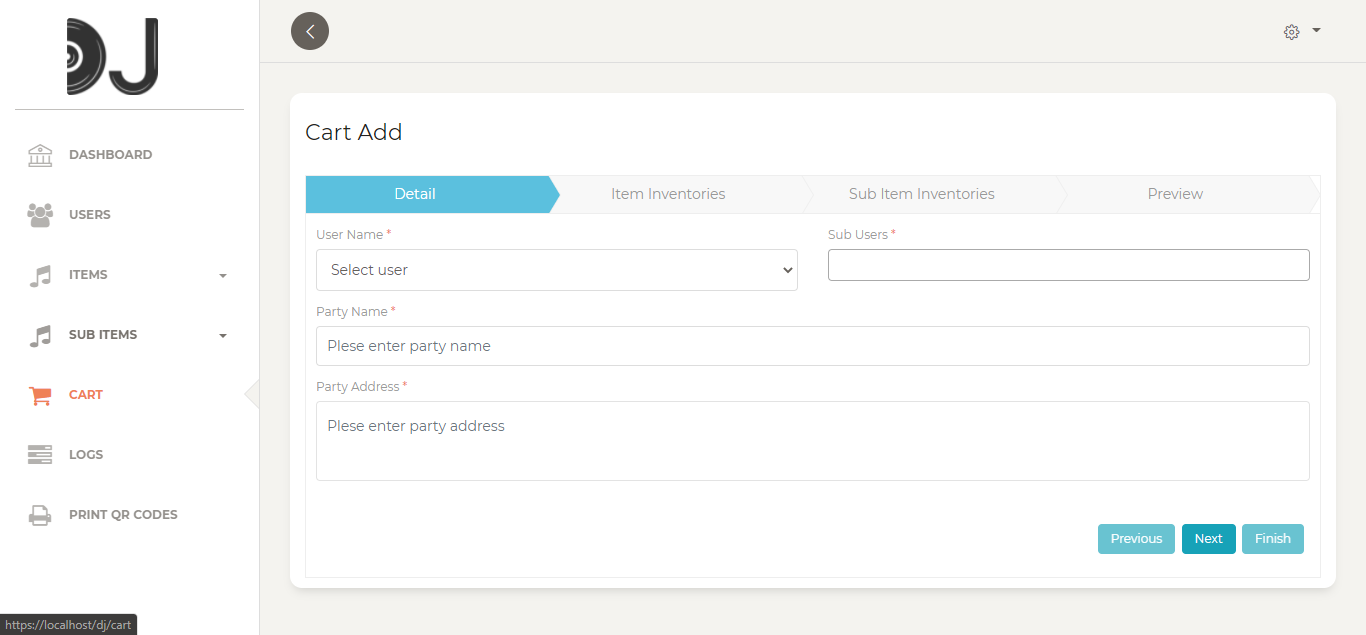 DJ
DASHBOARD
USERS
ITEMS
SUB ITEMS
CART
LOGS
PRINT QR CODES
Cart Add
Detail
Item Inventories
Sub Item Inventories
Preview
User Name *
Sub Users *
Select user
Party Name *
Plese enter party name
Party Address *
Plese enter party address
Previous
Next
Finish
https://localhost/dj/cart